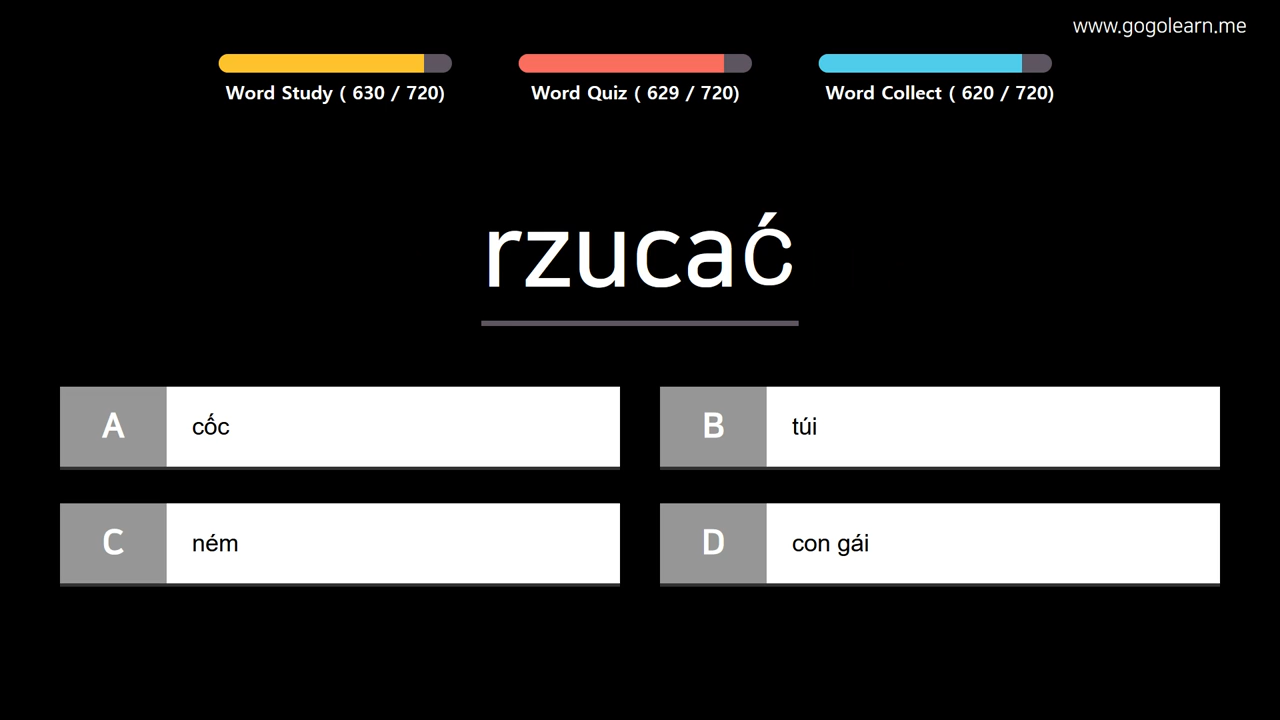 www.gogolearn.me
Word Study ( 630 / 720)
Word Quiz ( 629 / 720)
Word Collect ( 620 / 720)
rzucać
A cốc
B túi
C ném
D con gái